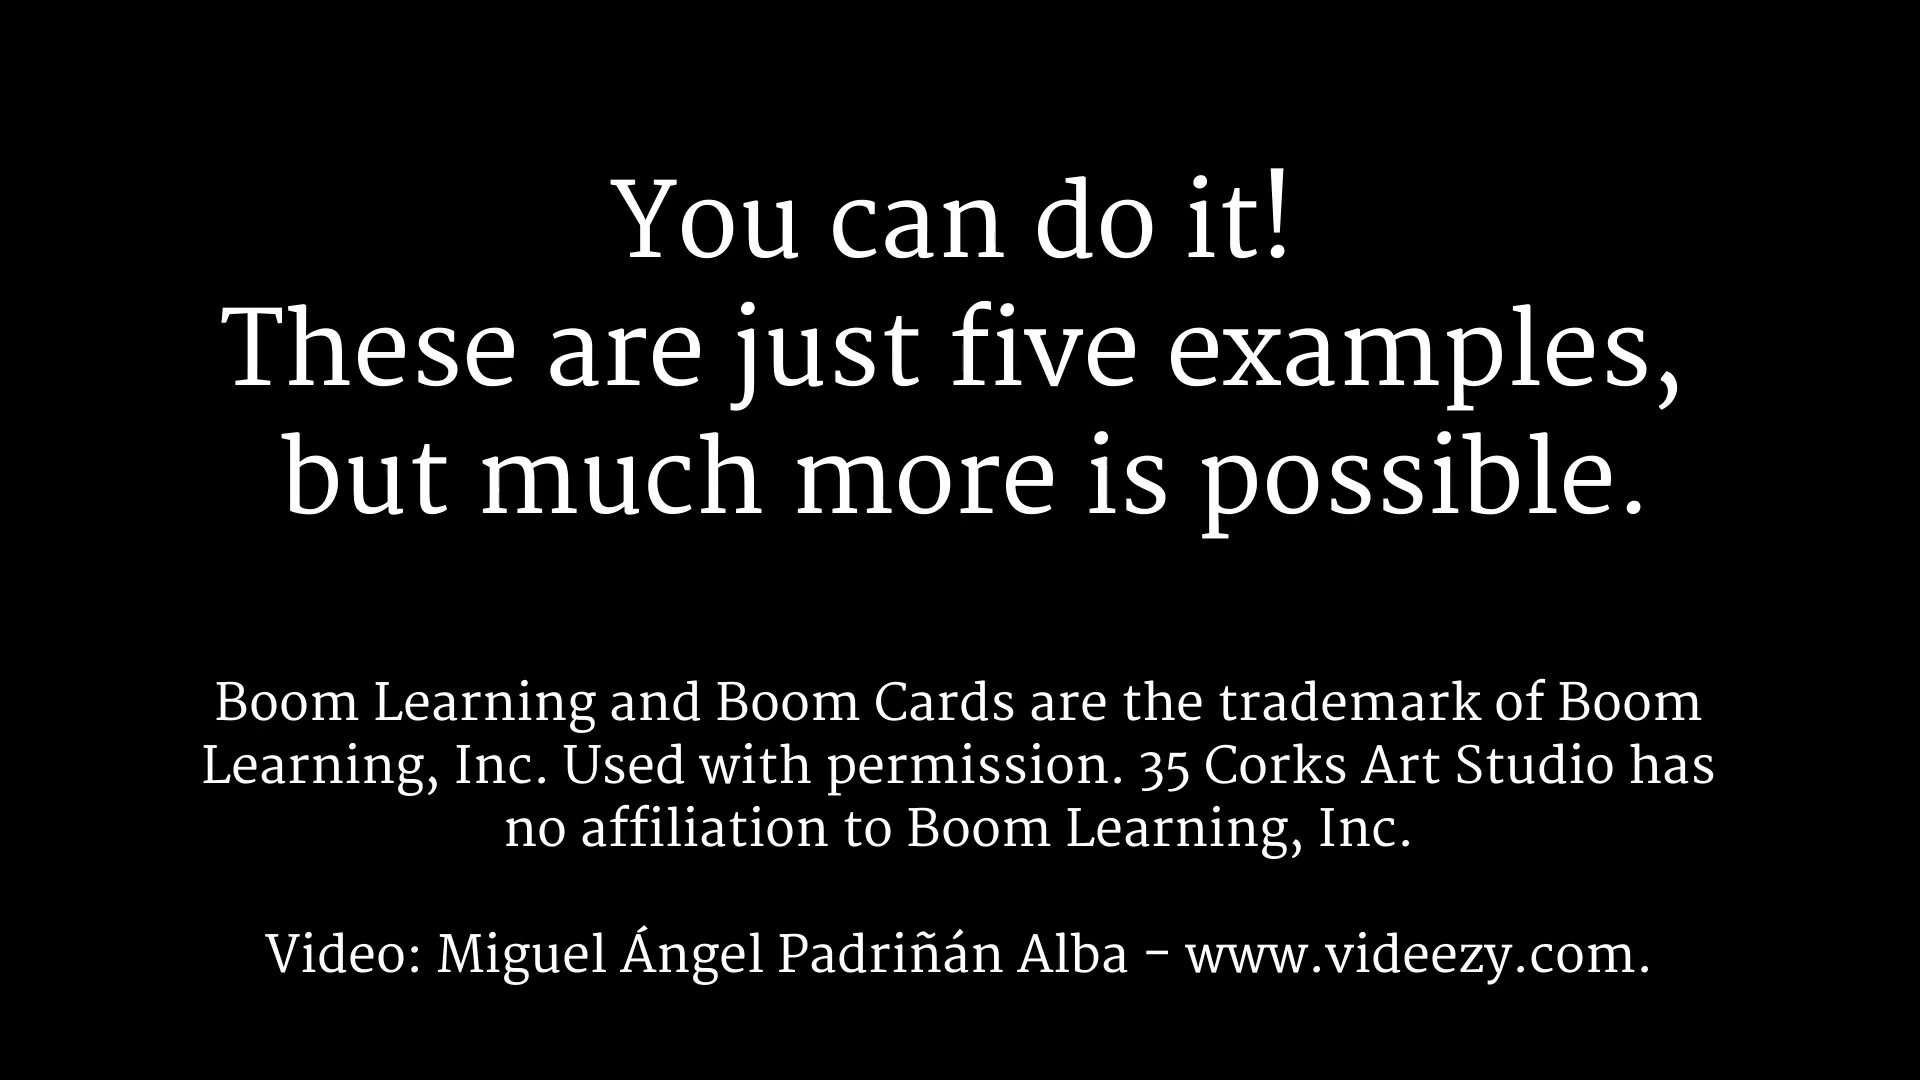 You can do it!
These are just five examples,
but much more is possible.
Boom Learning and Boom Cards are the trademark of Boom
Learning, Inc. Used with permission. 35 Corks Art Studio has
no affiliation to Boom Learning, Inc.
Video: Miguel Ángel Padriñán Alba – www.videezy.com.